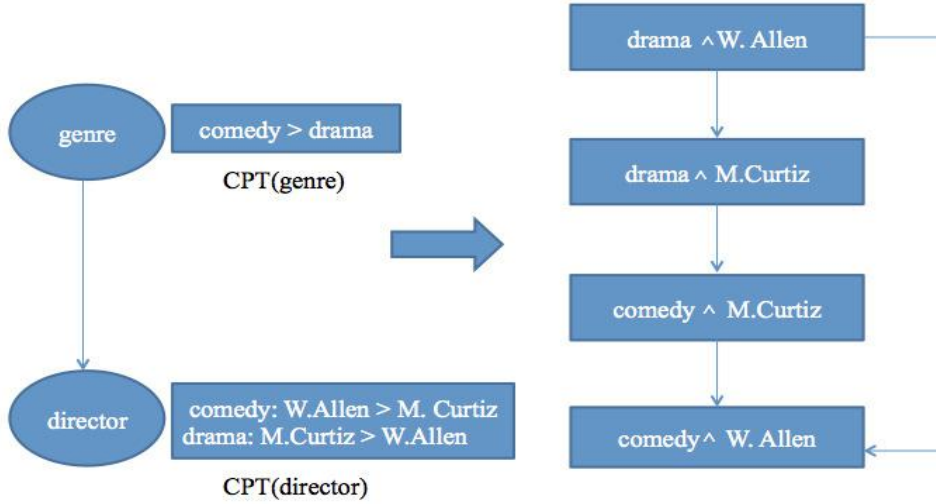 genre
comedy > drama
CPT(genre)
director
comedy: W.Allen > M. Curtiz
drama: M.Curtiz > W.Allen
CPT(director)
drama ^ W. Allen
drama ^ M.Curtiz
comedy ^ M.Curtiz
comedy ^ W. Allen